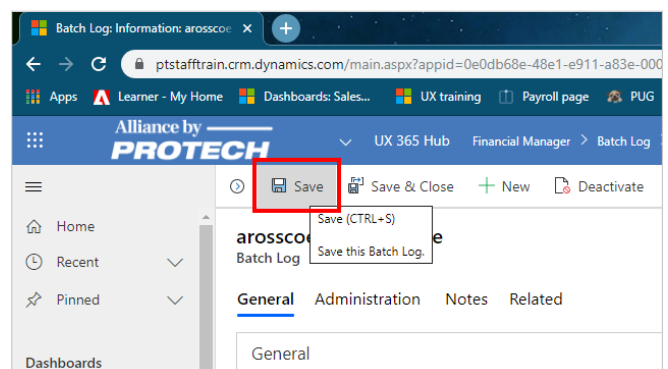 Batch Log: Information: arosscoe
ptstafftrain.crm.dynamics.com/main.aspx?appid=0e0db68e-48e1-e911-a83e-000
Apps Learner - My Home Dashboards: Sales... UX training Payroll page PUG
Alliance by
PROTECH
UX 365 Hub Financial Manager > Batch Log
Save Save & Close New Deactivate
Save (CTRL+S)
Save this Batch Log.
Home
Recent
Pinned
Dashboards
arossco e
Batch Log
General Administration Notes Related
General